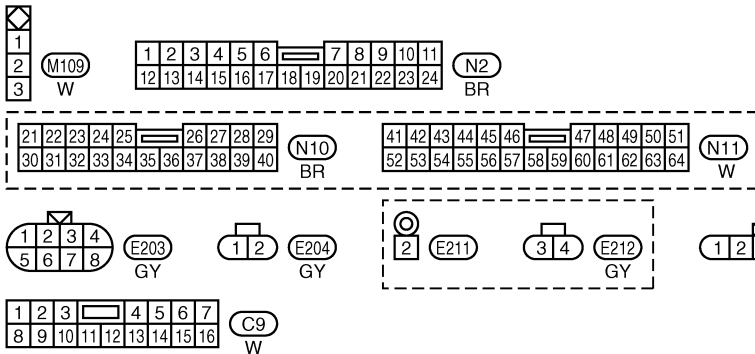 1
2
3
M109
W
1 2 3 4 5 6 7 8 9 10 11
12 13 14 15 16 17 18 19 20 21 22 23 24
N2
BR
21 22 23 24 25 26 27 28 29
30 31 32 33 34 35 36 37 38 39 40
N10
BR
41 42 43 44 45 46 47 48 49 50 51
52 53 54 55 56 57 58 59 60 61 62 63 64
N11
W
1 2 3 4
5 6 7 8
E203
GY
1 2
E204
GY
2
E211
3 4
E212
GY
1 2
1 2 3 4 5 6 7
8 9 10 11 12 13 14 15 16
C9
W